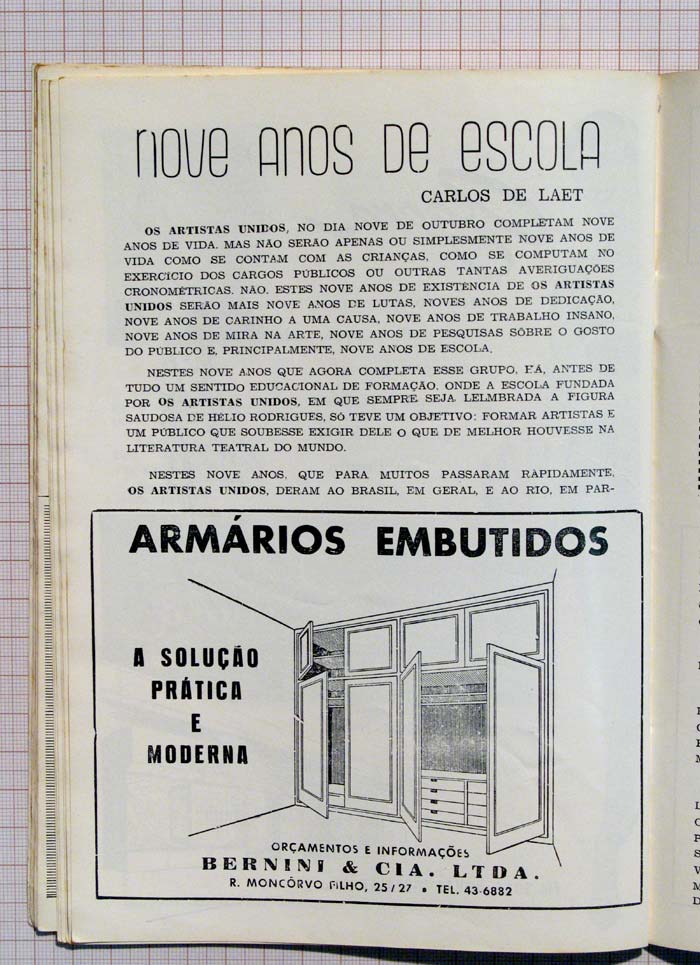 nove anos de escola
CARLOS DE LAET
OS ARTISTAS UNIDOS, NO DIA NOVE DE OUTUBRO COMPLETAM NOVE
ANOS DE VIDA. MAS NÃO SERÃO APENAS OU SIMPLESMENTE NOVE ANOS DE
VIDA COMO SE CONTAM COM AS CRIANÇAS, COMO SE COMPUTAM NO
EXERCÍCIO DOS CARGOS PÚBLICOS OU OUTRAS TANTAS AVERIGUAÇÕES
CRONOMÉTRICAS. NÃO. ESTES NOVE ANOS DE EXISTÊNCIA DE OS ARTISTAS
UNIDOS SERÃO MAIS NOVE ANOS DE LUTAS, NOVES ANOS DE DEDICAÇÃO,
NOVE ANOS DE CARINHO A UMA CAUSA, NOVE ANOS DE TRABALHO INSANO,
NOVE ANOS DE MIRA NA ARTE, NOVE ANOS DE PESQUISAS SÔBRE O GOSTO
DO PUBLICO E, PRINCIPALMENTE, NOVE ANOS DE ESCOLA.
NESTES NOVE ANOS QUE AGORA COMPLETA ESSE GRUPO, HÁ, ANTES DE
TUDO UM SENTIDO EDUCACIONAL DE FORMAÇÃO, ONDE A ESCOLA FUNDADA
POR OS ARTISTAS UNIDOS, EM QUE SEMPRE SEJA LELMBRADA A FIGURA
SAUDOSA DE HÉLIO RODRIGUES, SÓ TEVE UM OBJETIVO: FORMAR ARTISTAS E
UM PÚBLICO QUE SOUBESSE EXIGIR DELE O QUE DE MELHOR HOUVESSE NA
LITERATURA TEATRAL DO MUNDO.
NESTES NOVE ANOS, QUE PARA MUITOS PASSARAM RÀPIDAMENTE,
OS ARTISTAS UNIDOS, DERAM AO BRASIL, EM GERAL, E AO RIO, EM PAR-
ARMÁRIOS EMBUTIDOS
A SOLUÇÃO
PRÁTICA
E
MODERNA
ORÇAMENTOS E INFORMAÇÕES
BERNINI & CIA. LTDA.
R. MONCÔRVO FILHO, 25/27 • TEL. 43-6882